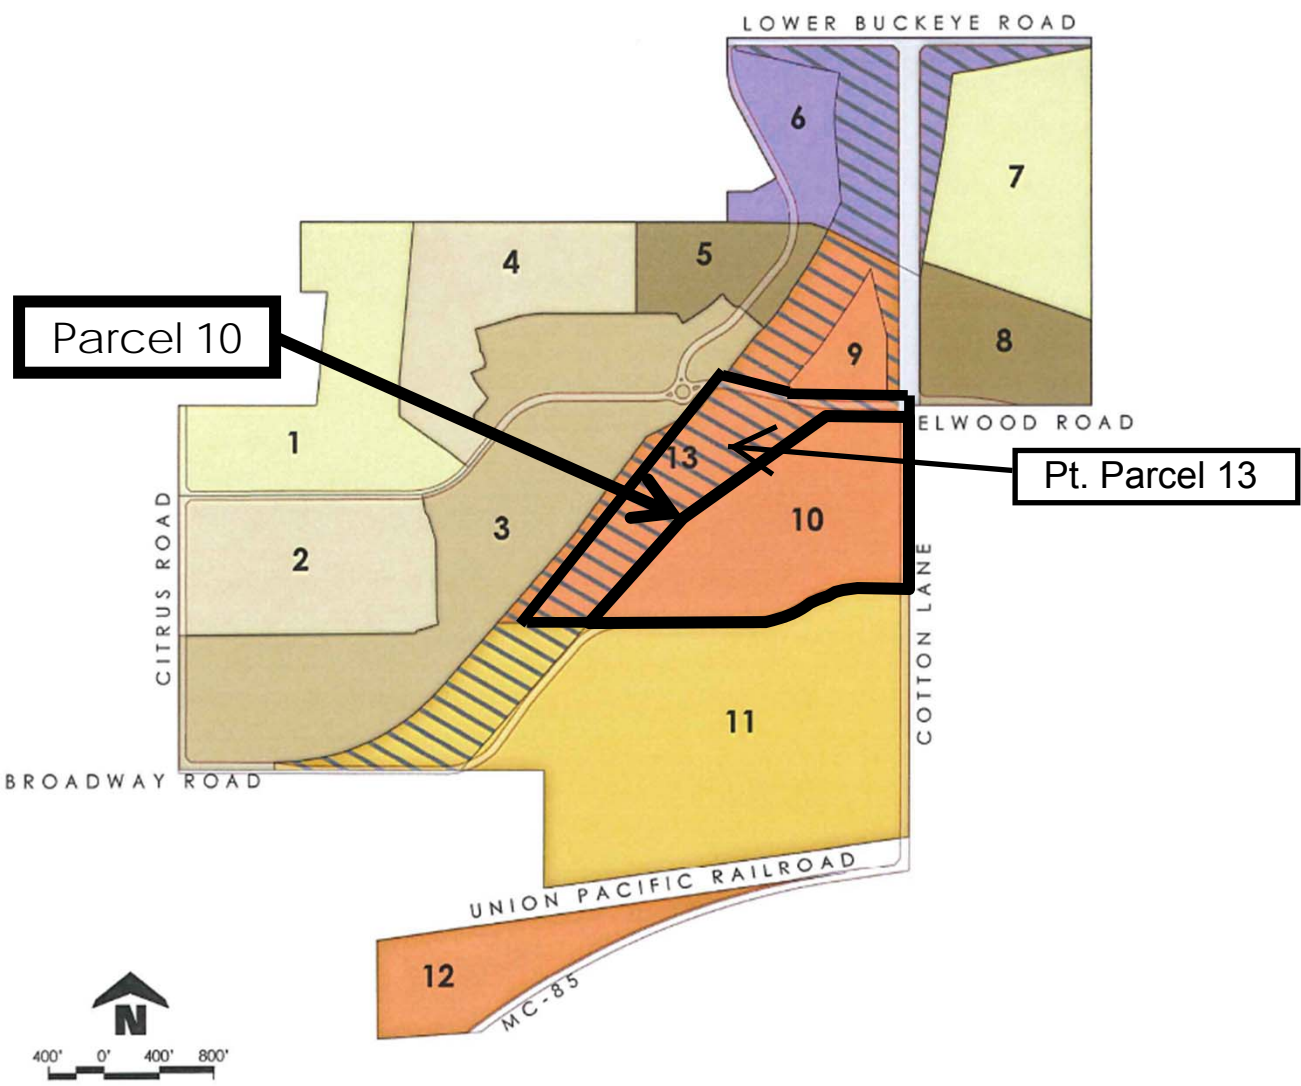 LOWER BUCKEYE ROAD
6
7
4
5
Parcel 10
8
9
ELWOOD ROAD
1
13
Pt. Parcel 13
10
3
2
CITRUS ROAD
COTTON LANE
11
BROADWAY ROAD
UNION PACIFIC RAILROAD
12
MC-85
N
400' 0' 400' 800'